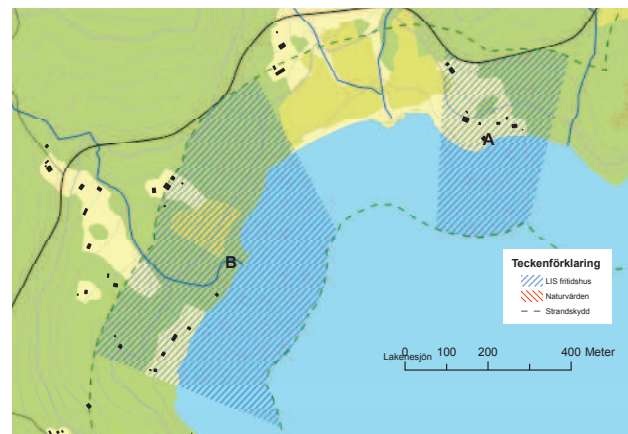 A
B
Teckenförklaring
LIS fritidshus
Naturvärden
Strandskydd
Lakenesjön
0 100 200 400 Meter